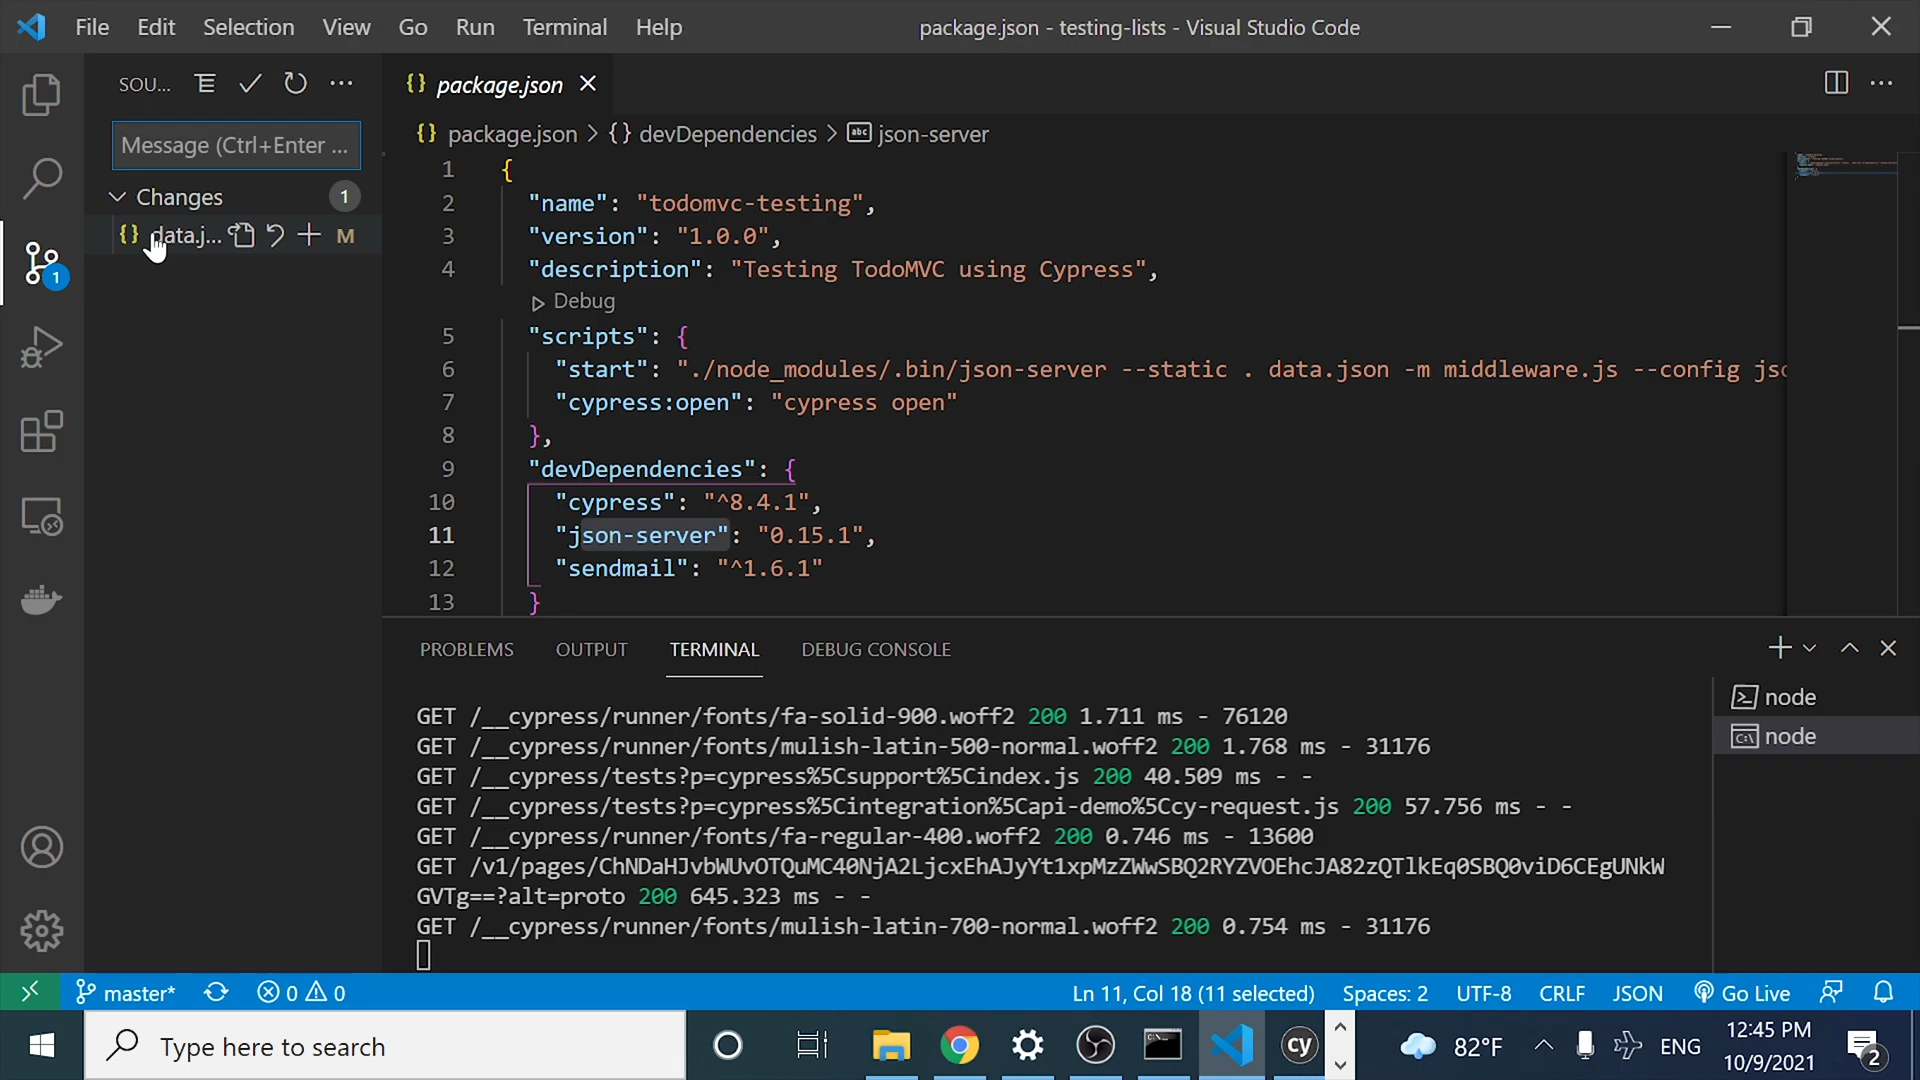 File Edit Selection View Go Run Terminal Help package.json - testing-lists - Visual Studio Code
SOU...
Message (Ctrl+Enter ...
Changes 1
{} data.j... M
1
{} package.json
{} package.json > {} devDependencies > abc json-server
1 {
2 "name": "todomvc-testing",
3 "version": "1.0.0",
4 "description": "Testing TodoMVC using Cypress",
Debug
5 "scripts": {
6 "start": "./node_modules/.bin/json-server --static . data.json -m middleware.js --config jso
7 "cypress:open": "cypress open"
8 },
9 "devDependencies": {
10 "cypress": "^8.4.1",
11 "json-server": "0.15.1",
12 "sendmail": "^1.6.1"
13 }
PROBLEMS OUTPUT TERMINAL DEBUG CONSOLE
GET /__cypress/runner/fonts/fa-solid-900.woff2 200 1.711 ms - 76120
GET /__cypress/runner/fonts/mulish-latin-500-normal.woff2 200 1.768 ms - 31176
GET /__cypress/tests?p=cypress%5Csupport%5Cindex.js 200 40.509 ms - -
GET /__cypress/tests?p=cypress%5Cintegration%5Capi-demo%5Ccy-request.js 200 57.756 ms - -
GET /__cypress/runner/fonts/fa-regular-400.woff2 200 0.746 ms - 13600
GET /v1/pages/ChNDaHJvbWUvOTQuMC40NjA2LjcxEhAJyYt1xpMzZWwSBQ2RYZVOEhcJA82zQTlkEq0SBQ0viD6CEgUNkW
GVTg==?alt=proto 200 645.323 ms - -
GET /__cypress/runner/fonts/mulish-latin-700-normal.woff2 200 0.754 ms - 31176
node
node
master* 0 0 Ln 11, Col 18 (11 selected) Spaces: 2 UTF-8 CRLF JSON Go Live
Type here to search
cy
82°F
ENG
12:45 PM
10/9/2021
2